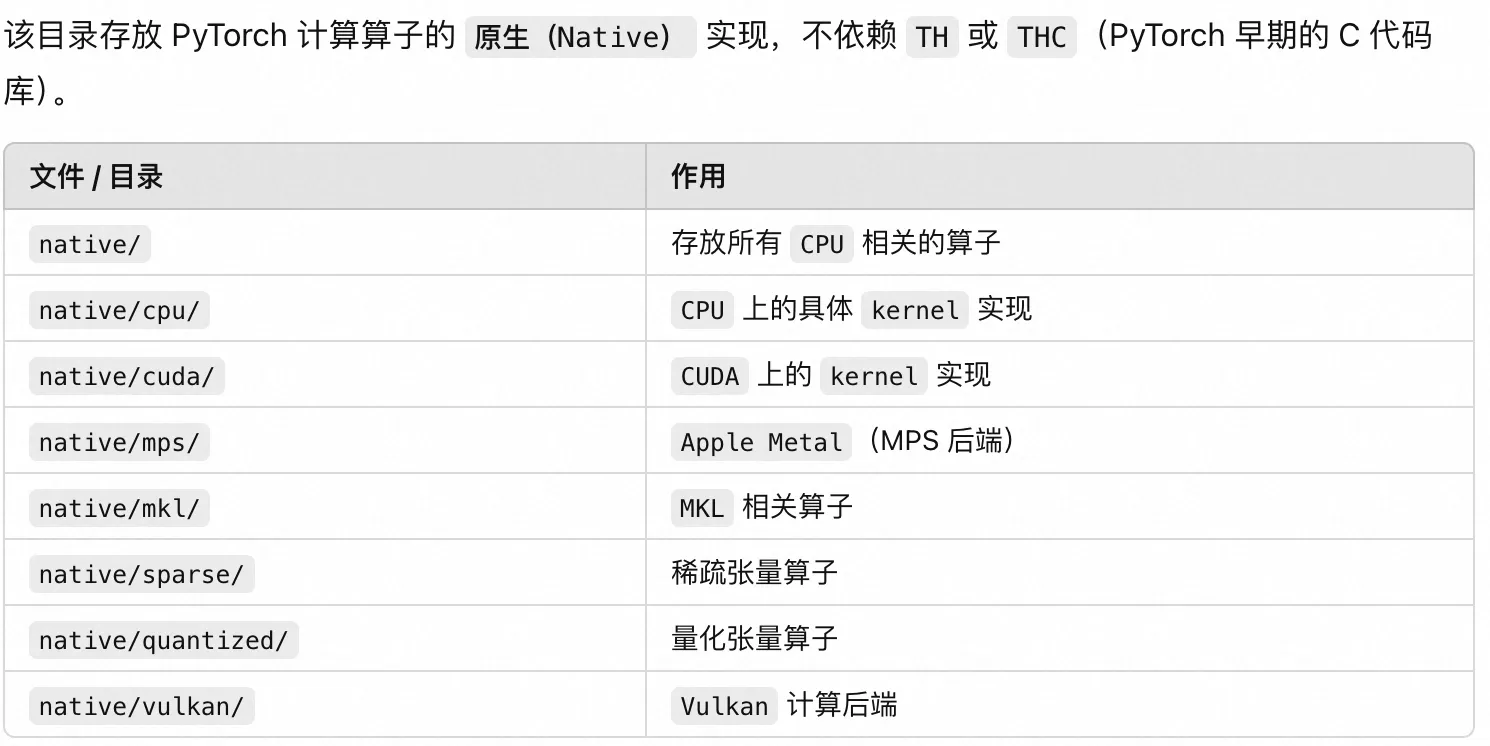 该目录存放 PyTorch 计算算子的 原生（Native） 实现，不依赖 TH 或 THC（PyTorch 早期的 C 代码
库）。
文件 / 目录 作用
native/ 存放所有 CPU 相关的算子
native/cpu/ CPU 上的具体 kernel 实现
native/cuda/ CUDA 上的 kernel 实现
native/mps/ Apple Metal（MPS 后端）
native/mkl/ MKL 相关算子
native/sparse/ 稀疏张量算子
native/quantized/ 量化张量算子
native/vulkan/ Vulkan 计算后端